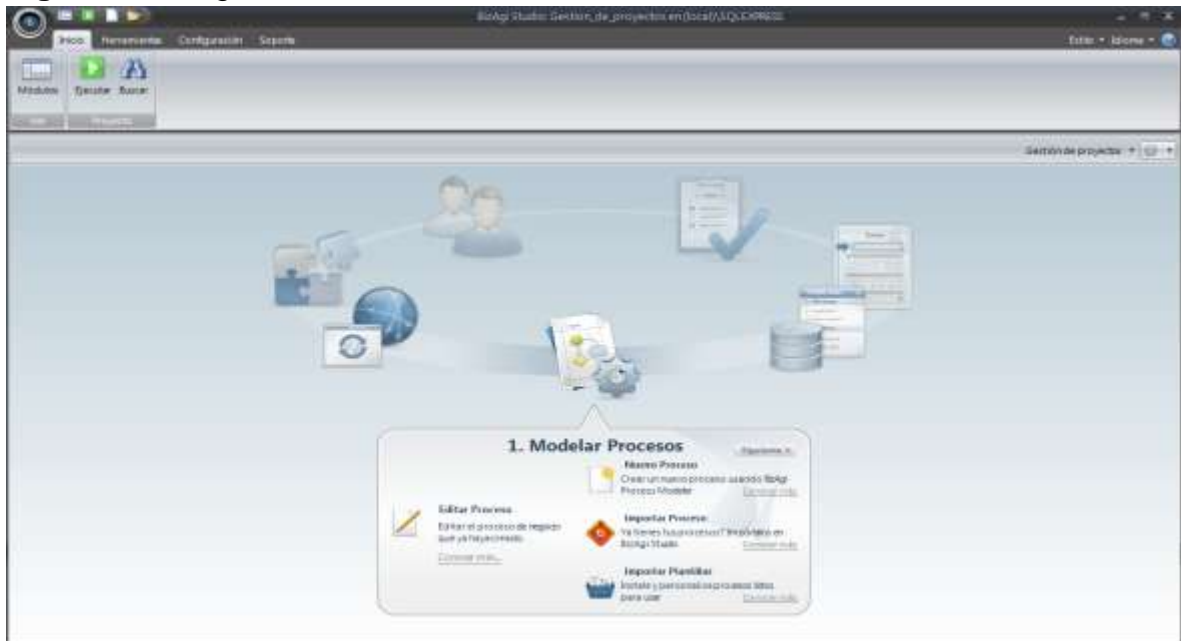 BizAgi Studio: Gestion_de_proyectos en (local)\SQLEXPRESS
Inicio Herramientas Configuración Soporte
Estilo Idioma
Módulos Ejecutar Buscar
Ver Proyecto
Gestión de proyectos
1. Modelar Procesos
Siguiente
Nuevo Proceso
Crear un nuevo proceso usando BizAgi
Process Modeler
Conocer más
Editar Proceso
Editar el proceso de negocio
que ya haya creado
Conocer más...
Importar Proceso
Ya tienes tus procesos? Impórtalos en
BizAgi Studio
Conocer más
Importar Plantillas
Instale y personalice procesos listos
para usar
Conocer más